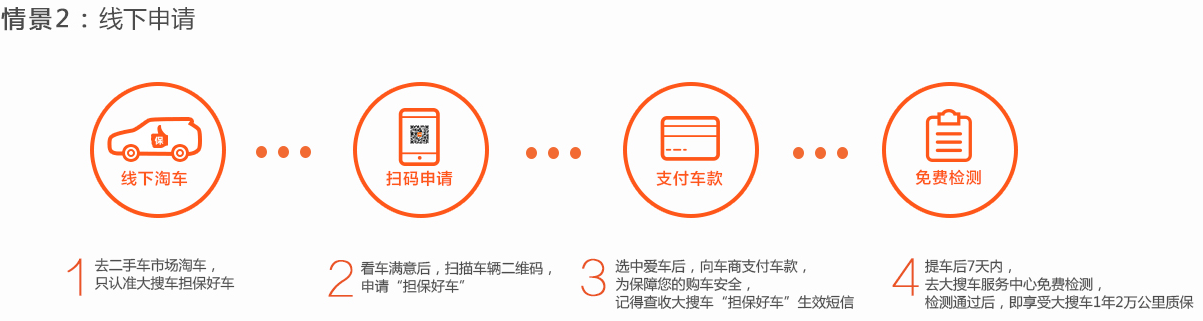 情景2：线下申请
保
线下淘车
扫码申请
支付车款
免费检测
1 去二手车市场淘车，
只认准大搜车担保好车
2 看车满意后，扫描车辆二维码，
申请“担保好车”
3 选中爱车后，向车商支付车款，
为保障您的购车安全，
记得查收大搜车“担保好车”生效短信
4 提车后7天内，
去大搜车服务中心免费检测，
检测通过后，即享受大搜车1年2万公里质保